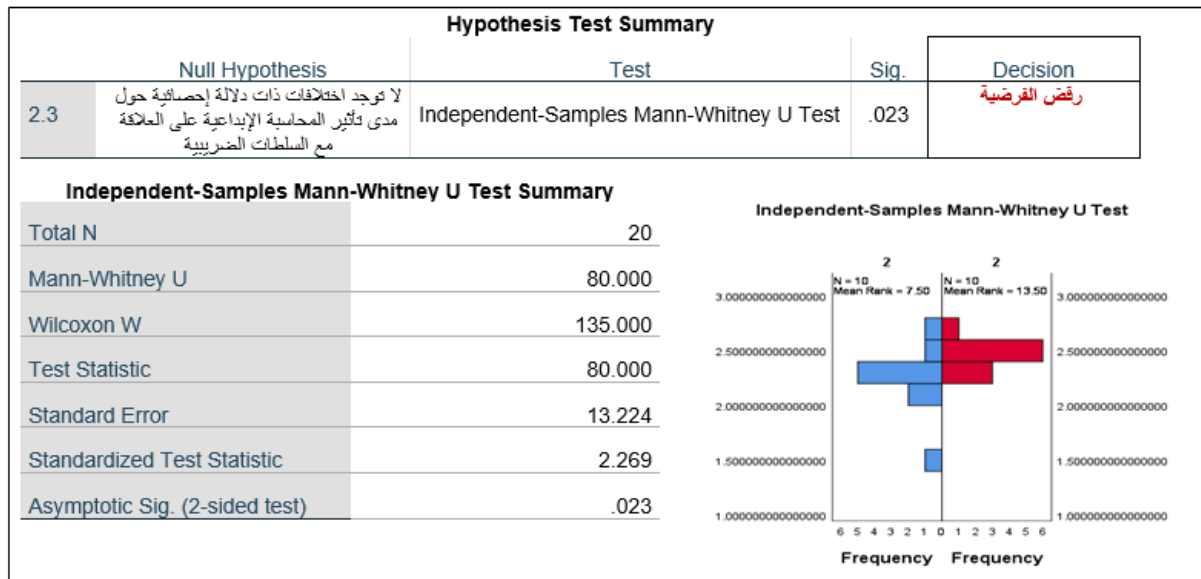 Hypothesis Test Summary
Null Hypothesis Test Sig. Decision
2.3
لا توجد اختلافات ذات دلالة إحصائية حول
مدى تأثير المحاسبة الإبداعية على العلاقة
مع السلطات الضريبية
Independent-Samples Mann-Whitney U Test
.023
رفض الفرضية
Independent-Samples Mann-Whitney U Test Summary
Total N 20
Mann-Whitney U 80.000
Wilcoxon W 135.000
Test Statistic 80.000
Standard Error 13.224
Standardized Test Statistic 2.269
Asymptotic Sig. (2-sided test) .023
Independent-Samples Mann-Whitney U Test
2 2
N = 10 N = 10
Mean Rank = 7.50 Mean Rank = 13.50
3.000000000000000 3.000000000000000
2.500000000000000 2.500000000000000
2.000000000000000 2.000000000000000
1.500000000000000 1.500000000000000
1.000000000000000 1.000000000000000
6 5 4 3 2 1 0 1 2 3 4 5 6
Frequency Frequency